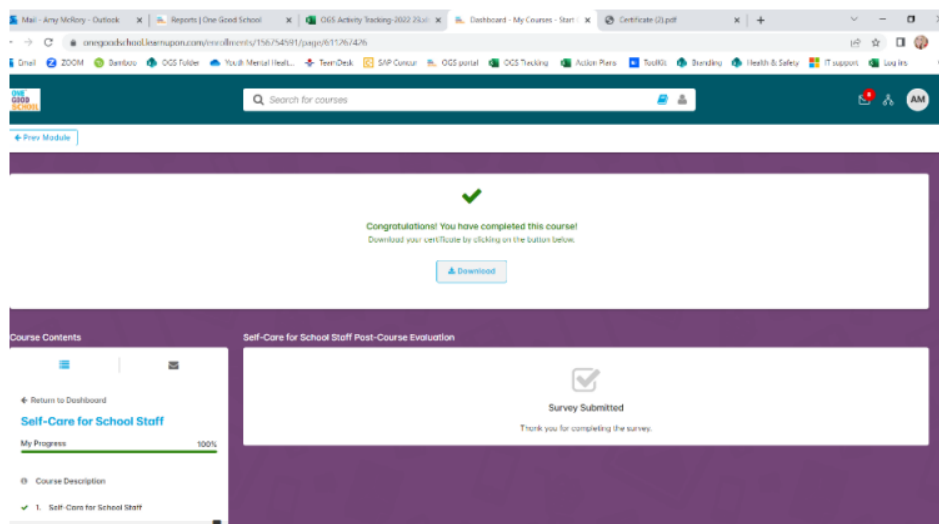 Mail - Amy McRory - Outlook
Reports | One Good School
OGS Activity Tracking-2022 25.xl
Dashboard - My Courses - Start
Certificate (2).pdf
onegoodschool.learnupon.com/enrollments/156754591/page/611267426
Email
ZOOM
Bamboo
OGS Folder
Youth Mental Healt...
TeamDesk
SAP Concur
OGS portal
OGS Tracking
Action Plans
ToolKit
Branding
Health & Safety
IT support
Log ins
ONE
GOOD
SCHOOL
Search for courses
AM
Prev Module
Congratulations! You have completed this course!
Download your certificate by clicking on the button below.
Download
Course Contents
Self-Care for School Staff Post-Course Evaluation
Return to Dashboard
Survey Submitted
Self-Care for School Staff
Thank you for completing the survey.
My Progress 100%
Course Description
1. Self-Care for School Staff